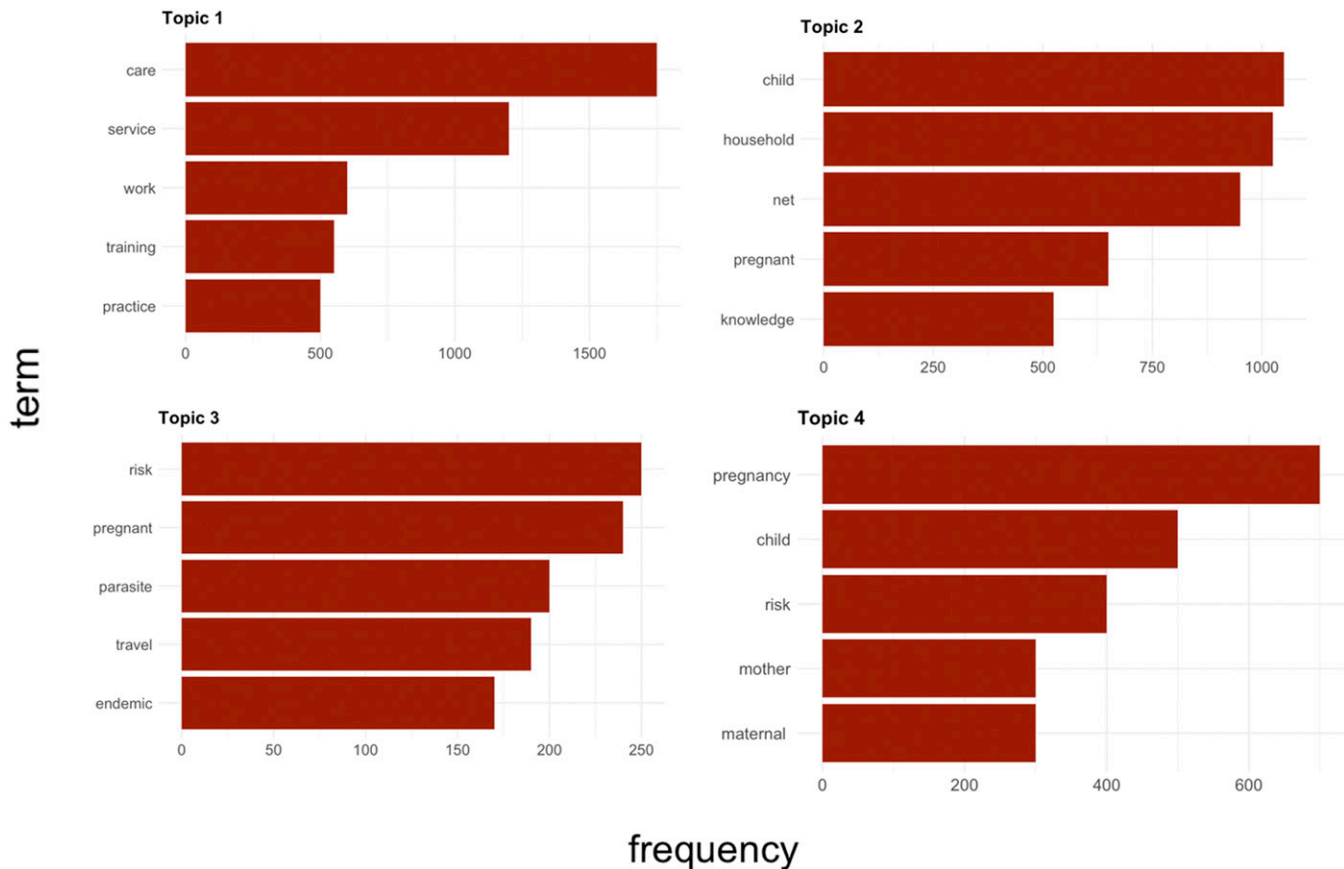 Topic 1
care
service
work
training
practice
0 500 1000 1500
Topic 2
child
household
net
pregnant
knowledge
0 250 500 750 1000
term
Topic 3
risk
pregnant
parasite
travel
endemic
0 50 100 150 200 250
Topic 4
pregnancy
child
risk
mother
maternal
0 200 400 600
frequency